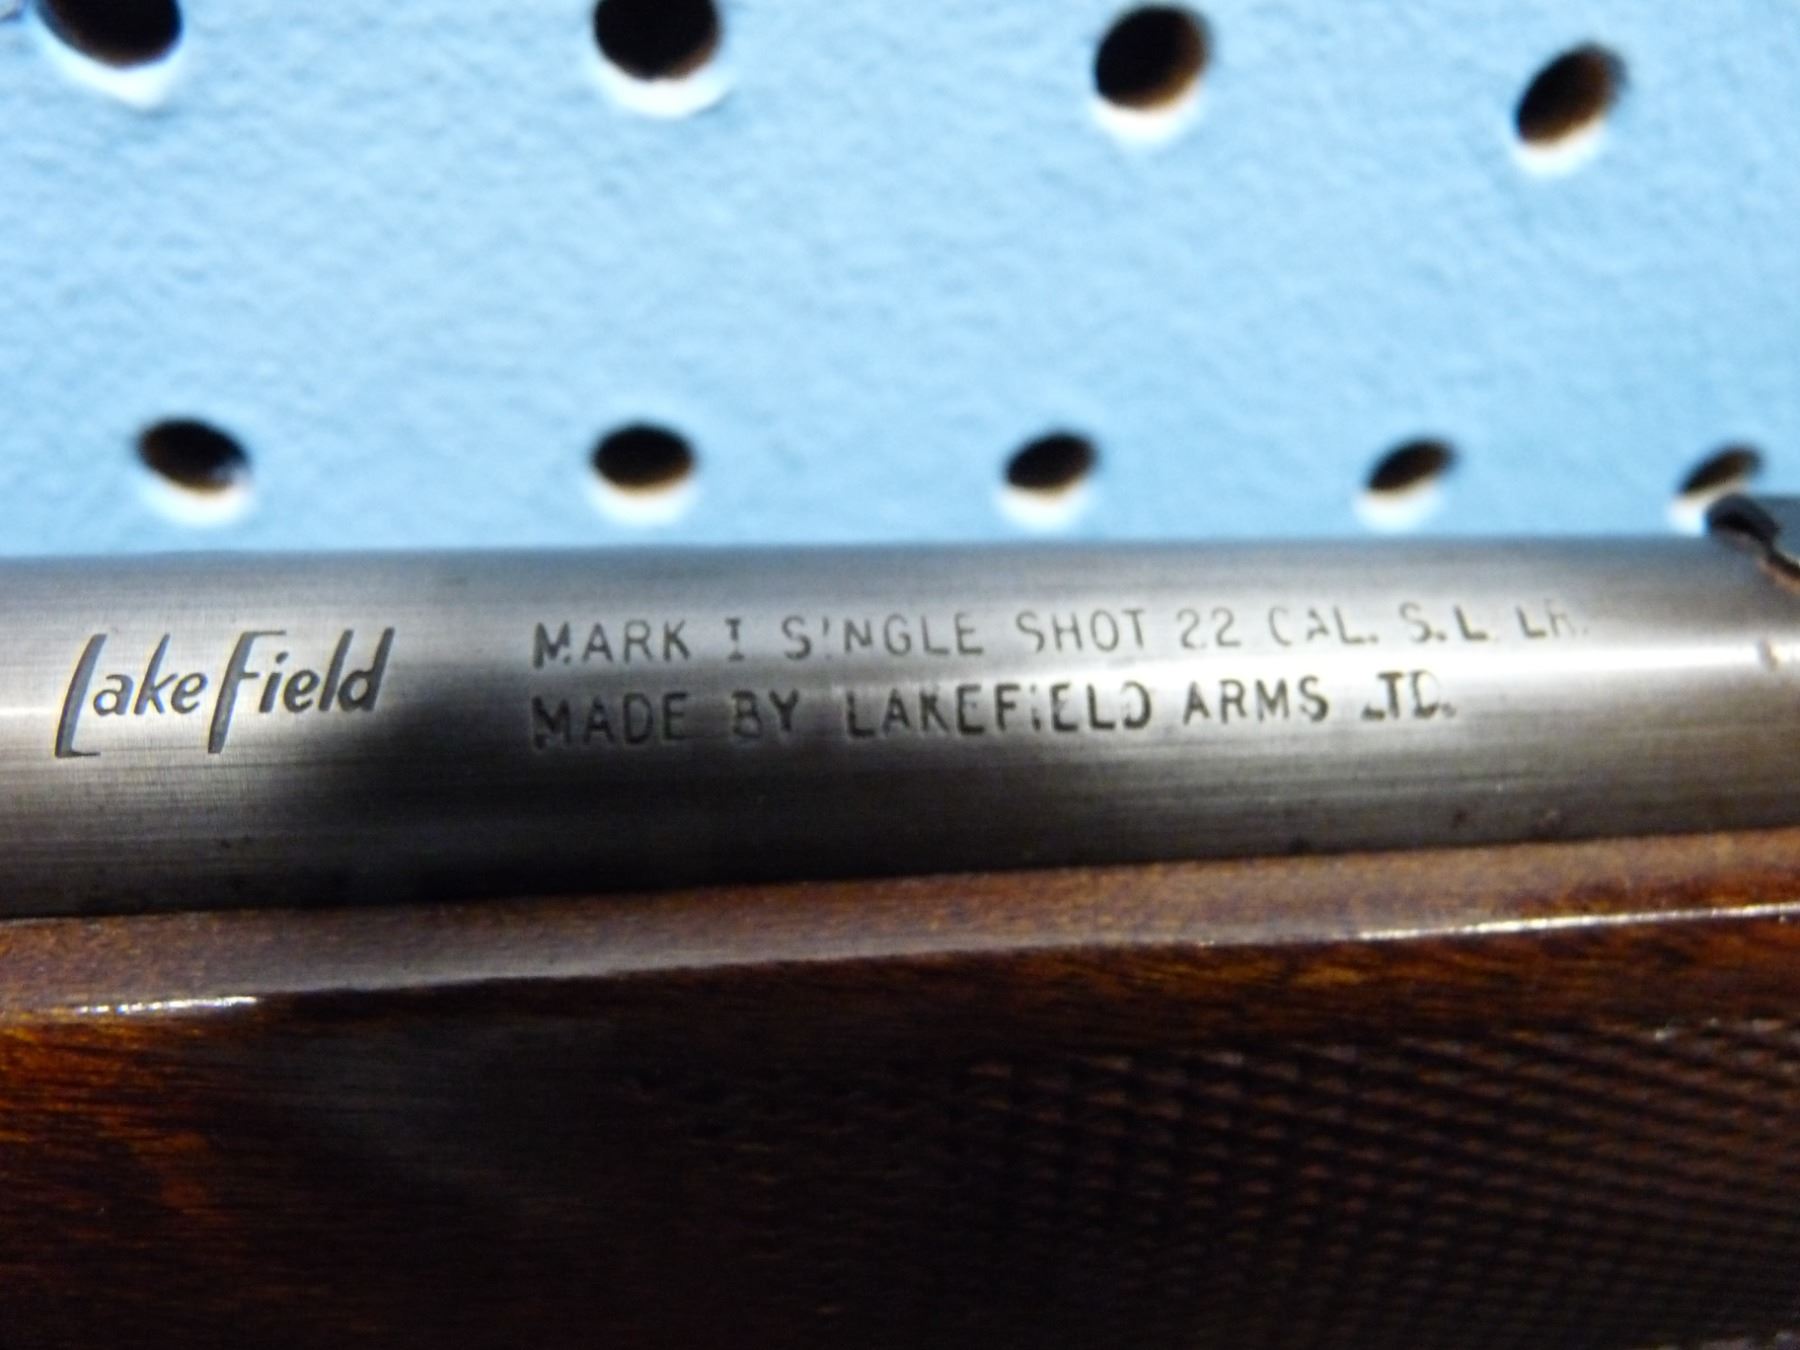 LakeField
MARK I SINGLE SHOT 22 CAL. S. L. LR.
MADE BY LAKEFIELD ARMS LTD.